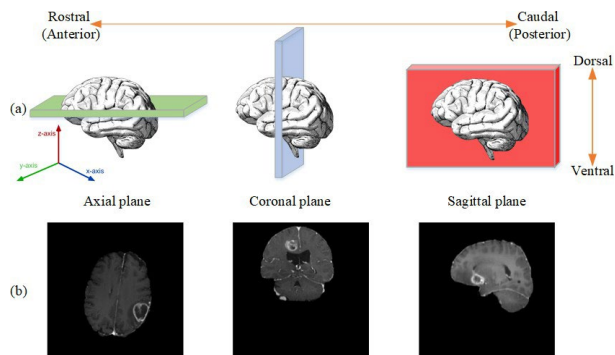 Rostral
(Anterior)
Caudal
(Posterior)
Dorsal
(a)
z-axis
y-axis
x-axis
Ventral
Axial plane
Coronal plane
Sagittal plane
(b)